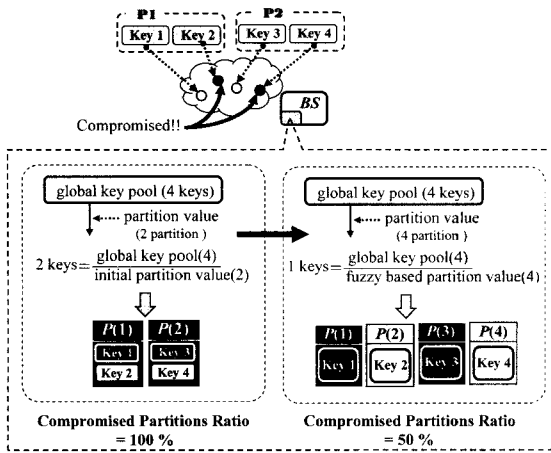 P1 P2
Key 1 Key 2 Key 3 Key 4
BS
Compromised!!
global key pool (4 keys) global key pool (4 keys)
partition value partition value
(2 partition ) (4 partition )
2 keys= global key pool(4) / initial partition value(2)
1 keys= global key pool(4) / fuzzy based partition value(4)
P(1) P(2) P(1) P(2) P(3) P(4)
Key 1 Key 3
Key 2 Key 4
Key 1 Key 2 Key 3 Key 4
Compromised Partitions Ratio Compromised Partitions Ratio
= 100 % = 50 %